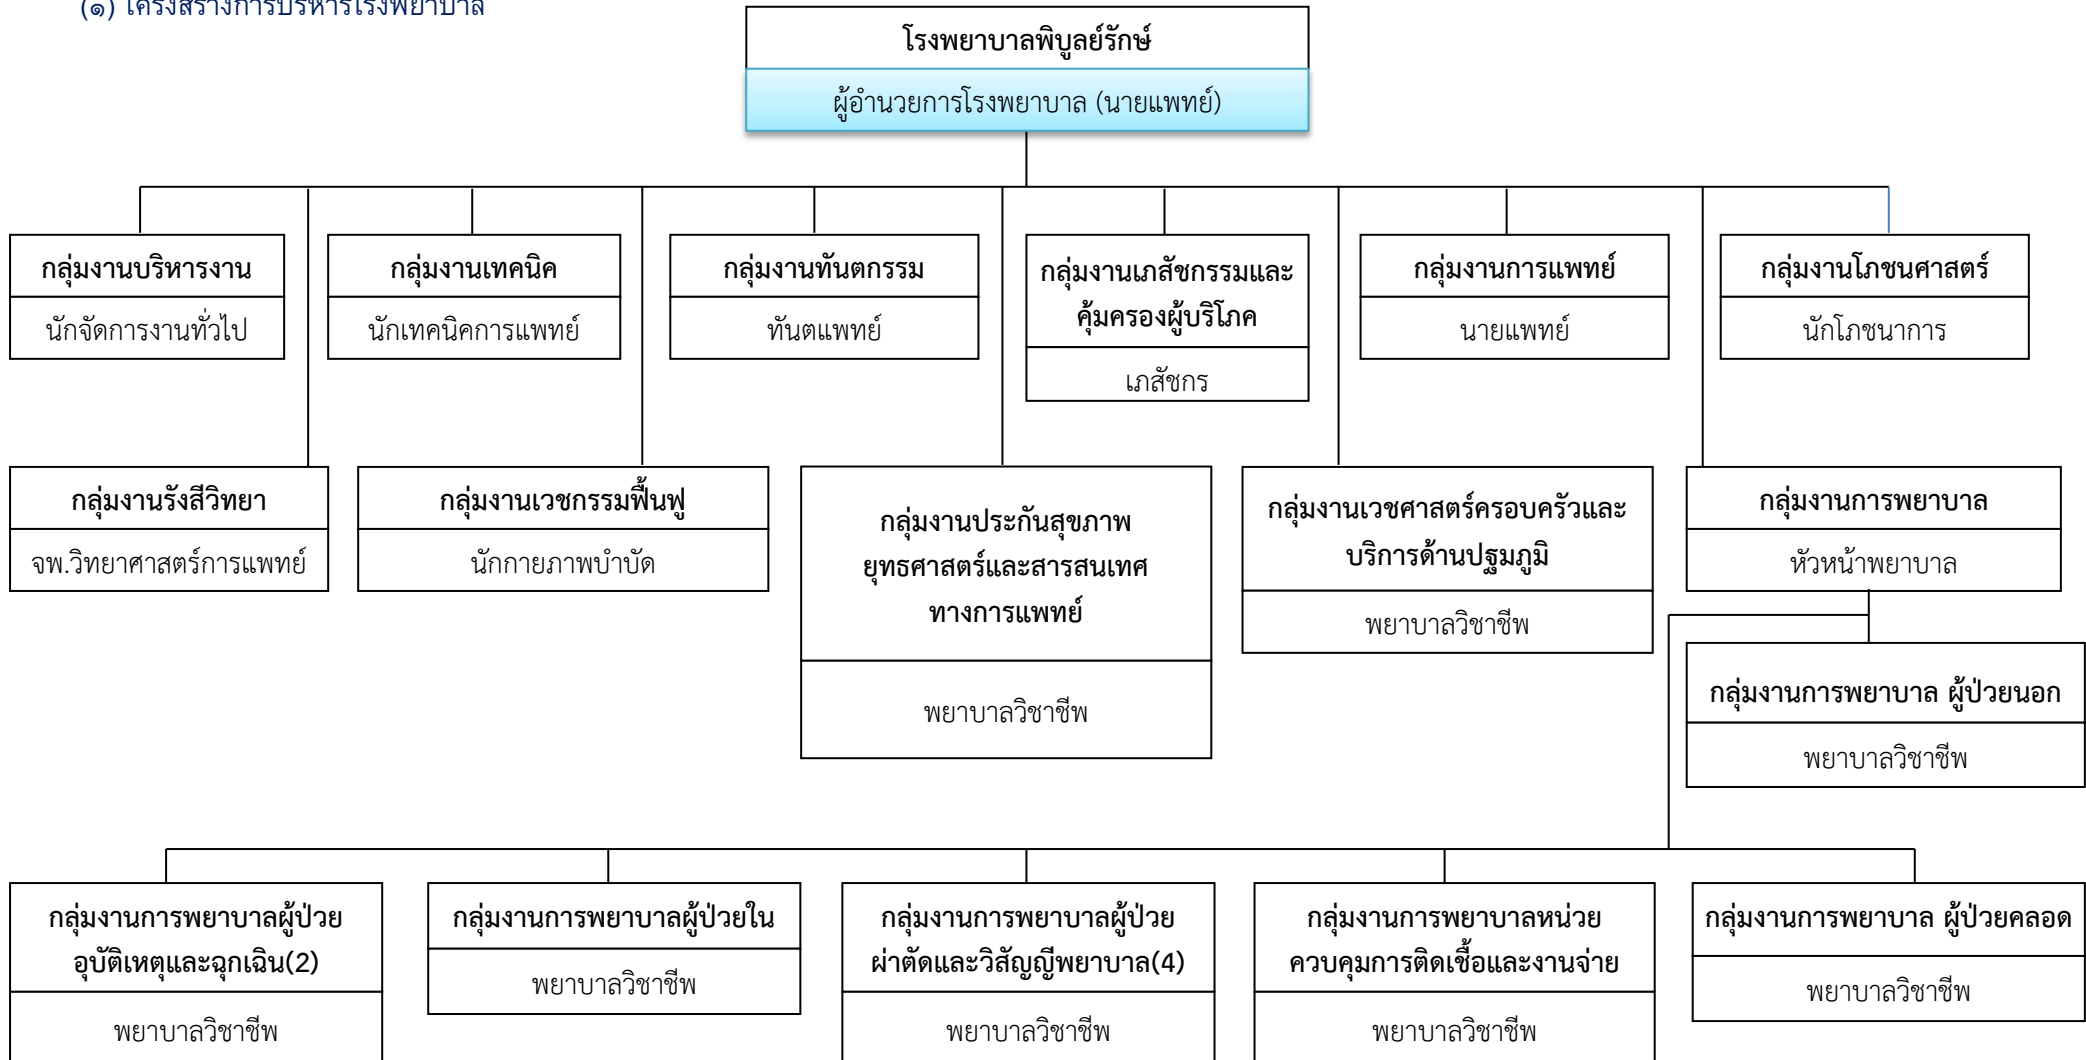 (๑) โครงสร้างการบริหารโรงพยาบาล
โรงพยาบาลพิบูลย์รักษ์
ผู้อำนวยการโรงพยาบาล (นายแพทย์)
กลุ่มงานบริหารงาน
นักจัดการงานทั่วไป
กลุ่มงานเทคนิค
นักเทคนิคการแพทย์
กลุ่มงานทันตกรรม
ทันตแพทย์
กลุ่มงานเภสัชกรรมและ
คุ้มครองผู้บริโภค
เภสัชกร
กลุ่มงานการแพทย์
นายแพทย์
กลุ่มงานโภชนศาสตร์
นักโภชนาการ
กลุ่มงานรังสีวิทยา
จพ.วิทยาศาสตร์การแพทย์
กลุ่มงานเวชกรรมฟื้นฟู
นักกายภาพบำบัด
กลุ่มงานประกันสุขภาพ
ยุทธศาสตร์และสารสนเทศ
ทางการแพทย์
พยาบาลวิชาชีพ
กลุ่มงานเวชศาสตร์ครอบครัวและ
บริการด้านปฐมภูมิ
พยาบาลวิชาชีพ
กลุ่มงานการพยาบาล
หัวหน้าพยาบาล
กลุ่มงานการพยาบาล ผู้ป่วยนอก
พยาบาลวิชาชีพ
กลุ่มงานการพยาบาลผู้ป่วย
อุบัติเหตุและฉุกเฉิน(2)
พยาบาลวิชาชีพ
กลุ่มงานการพยาบาลผู้ป่วยใน
พยาบาลวิชาชีพ
กลุ่มงานการพยาบาลผู้ป่วย
ผ่าตัดและวิสัญญีพยาบาล(4)
พยาบาลวิชาชีพ
กลุ่มงานการพยาบาลหน่วย
ควบคุมการติดเชื้อและงานจ่าย
พยาบาลวิชาชีพ
กลุ่มงานการพยาบาล ผู้ป่วยคลอด
พยาบาลวิชาชีพ